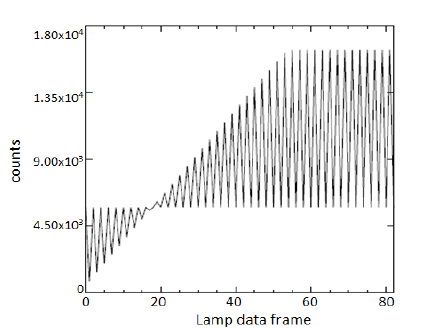 1.80x10⁴
1.35x10⁴
counts
9.00x10³
4.50x10³
0
0 20 40 60 80
Lamp data frame